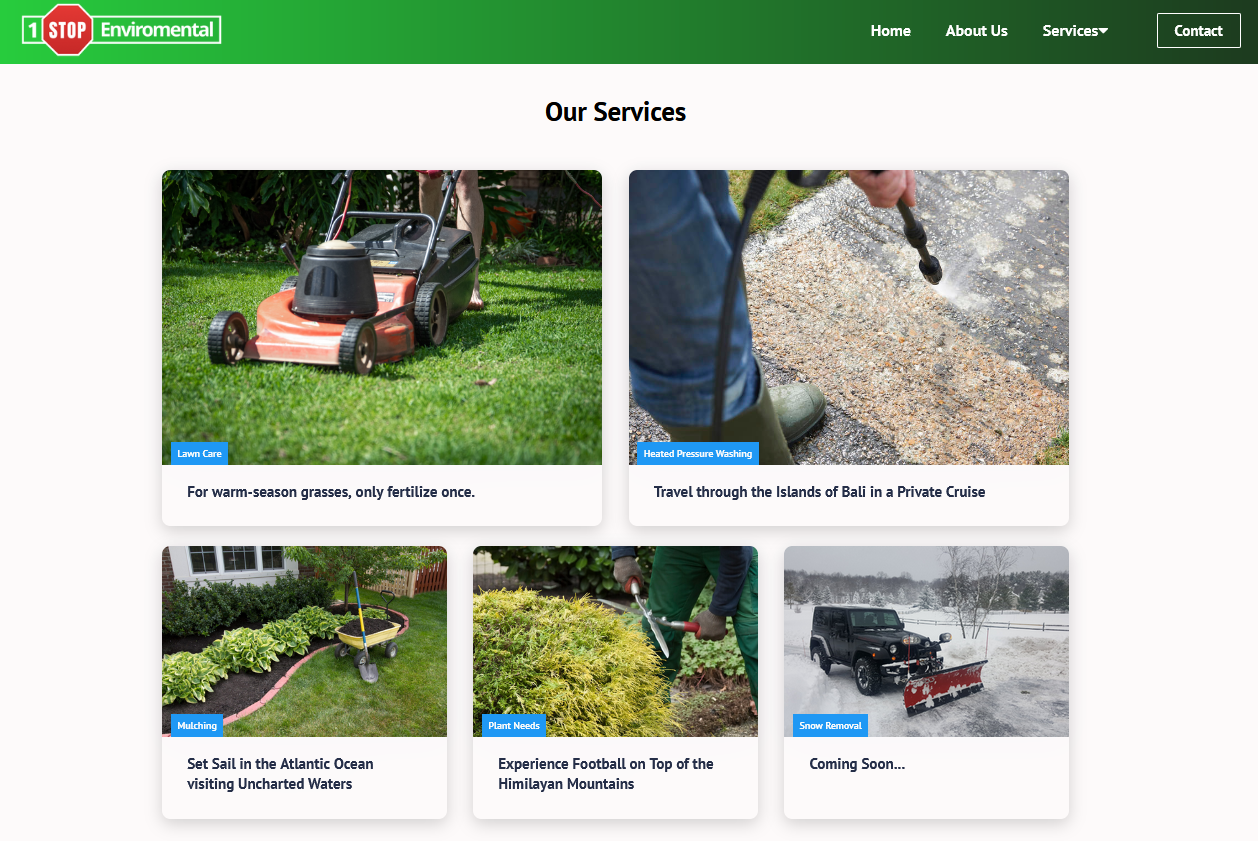 1 STOP Enviromental
Home About Us Services Contact
Our Services
Lawn Care
For warm-season grasses, only fertilize once.
Heated Pressure Washing
Travel through the Islands of Bali in a Private Cruise
Mulching
Set Sail in the Atlantic Ocean
visiting Uncharted Waters
Plant Needs
Experience Football on Top of the
Himilayan Mountains
Snow Removal
Coming Soon...